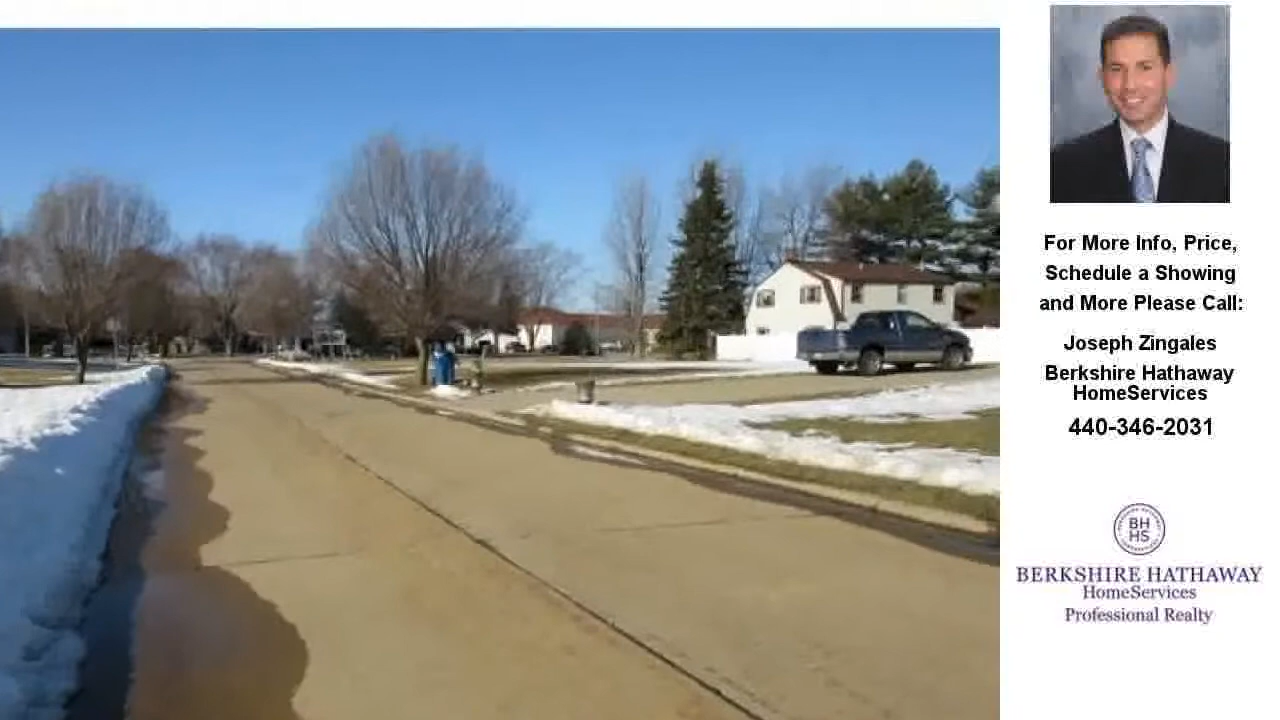 For More Info, Price,
Schedule a Showing
and More Please Call:
Joseph Zingales
Berkshire Hathaway
HomeServices
440-346-2031
BH
HS
BERKSHIRE HATHAWAY
HomeServices
Professional Realty